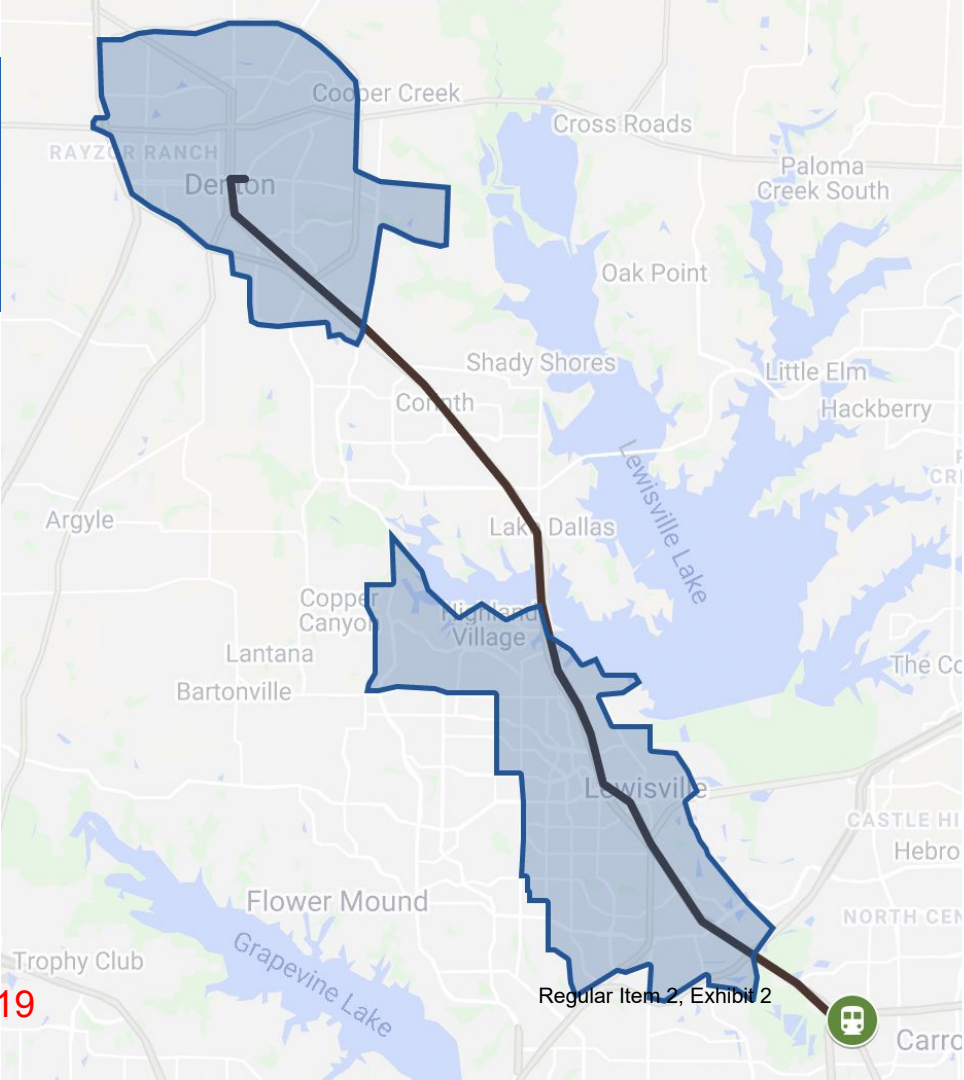 Cooper Creek
Cross Roads
RAYZOR RANCH
Denton
Paloma
Creek South
Oak Point
Shady Shores
Little Elm
Corinth
Hackberry
Lewisville Lake
Argyle
Lake Dallas
Copper
Canyon
Highland
Village
Lantana
Bartonville
The Co
Lewisville
CASTLE HI
Hebro
Flower Mound
NORTH CEN
Grapevine Lake
Trophy Club
Regular Item 2, Exhibit 2
19
Carro